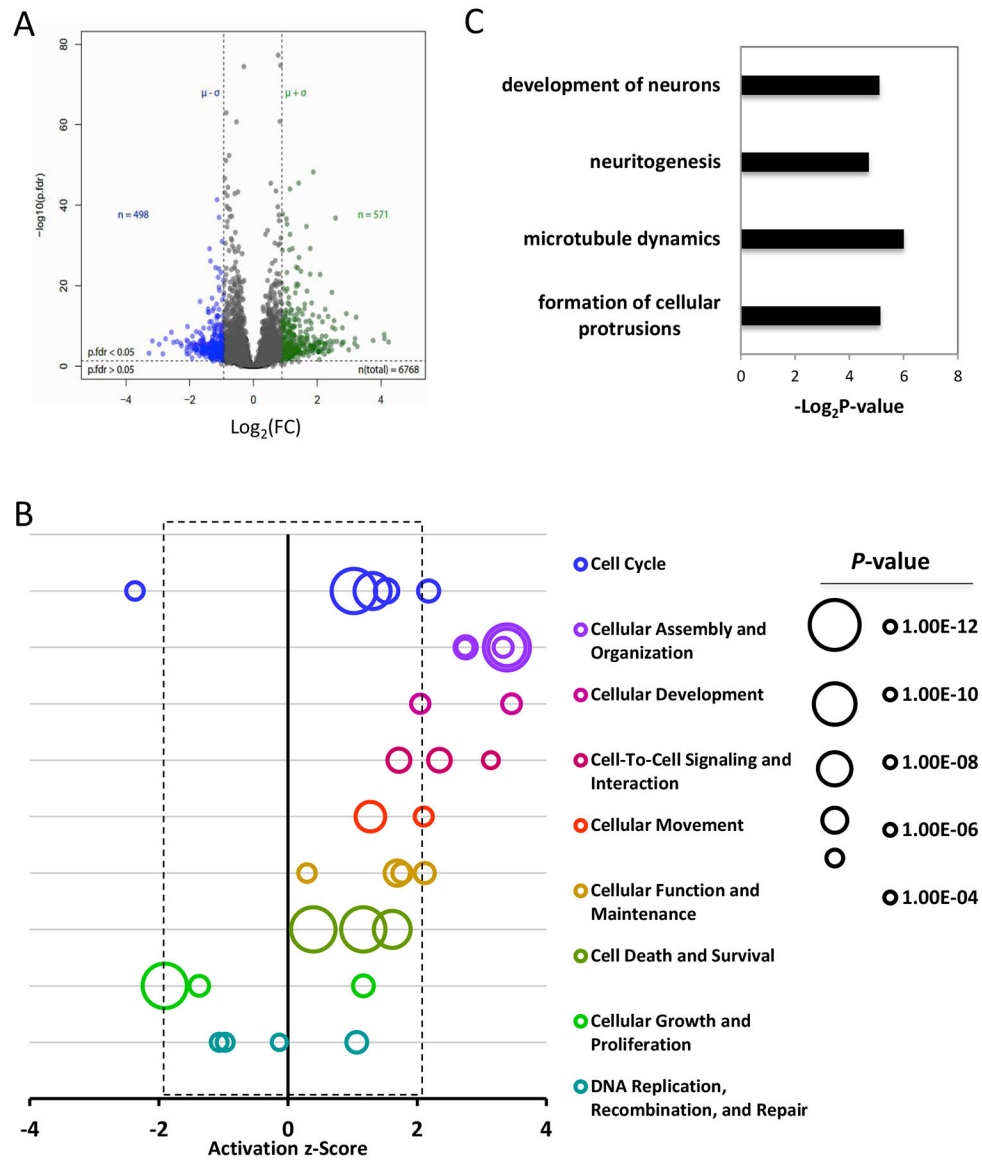 A
80
60
40
20
0
−log10(p.fdr)
μ - σ
μ + σ
n = 498
n = 571
p.fdr < 0.05
p.fdr > 0.05
n(total) = 6768
−4
−2
0
2
4
Log2(FC)
C
development of neurons
neuritogenesis
microtubule dynamics
formation of cellular
protrusions
0 2 4 6 8
-Log2P-value
B
Cell Cycle
Cellular Assembly and
Organization
Cellular Development
Cell-To-Cell Signaling and
Interaction
Cellular Movement
Cellular Function and
Maintenance
Cell Death and Survival
Cellular Growth and
Proliferation
DNA Replication,
Recombination, and Repair
P-value
1.00E-12
1.00E-10
1.00E-08
1.00E-06
1.00E-04
-4 -2 0 2 4
Activation z-Score